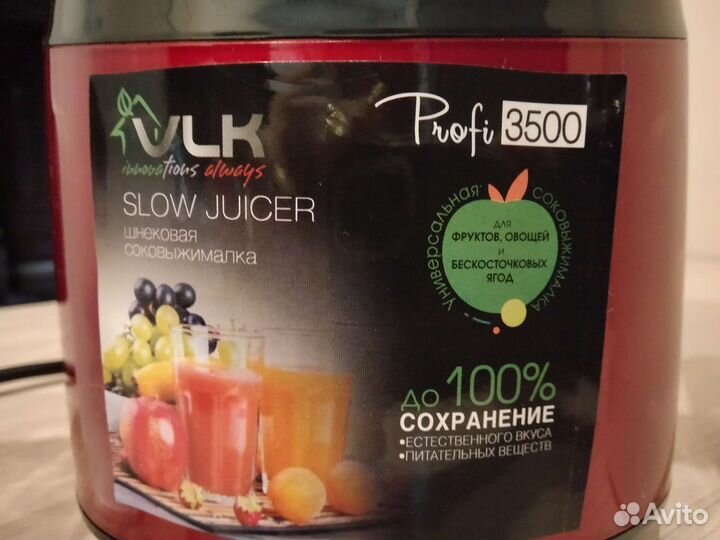 VLK
innovations always
SLOW JUICER
шнековая
соковыжималка
Profi 3500
Универсальная соковыжималка
для
ФРУКТОВ, ОВОЩЕЙ
и
БЕСКОСТОЧКОВЫХ
ЯГОД
до 100%
СОХРАНЕНИЕ
•ЕСТЕСТВЕННОГО ВКУСА
•ПИТАТЕЛЬНЫХ ВЕЩЕСТВ
Avito